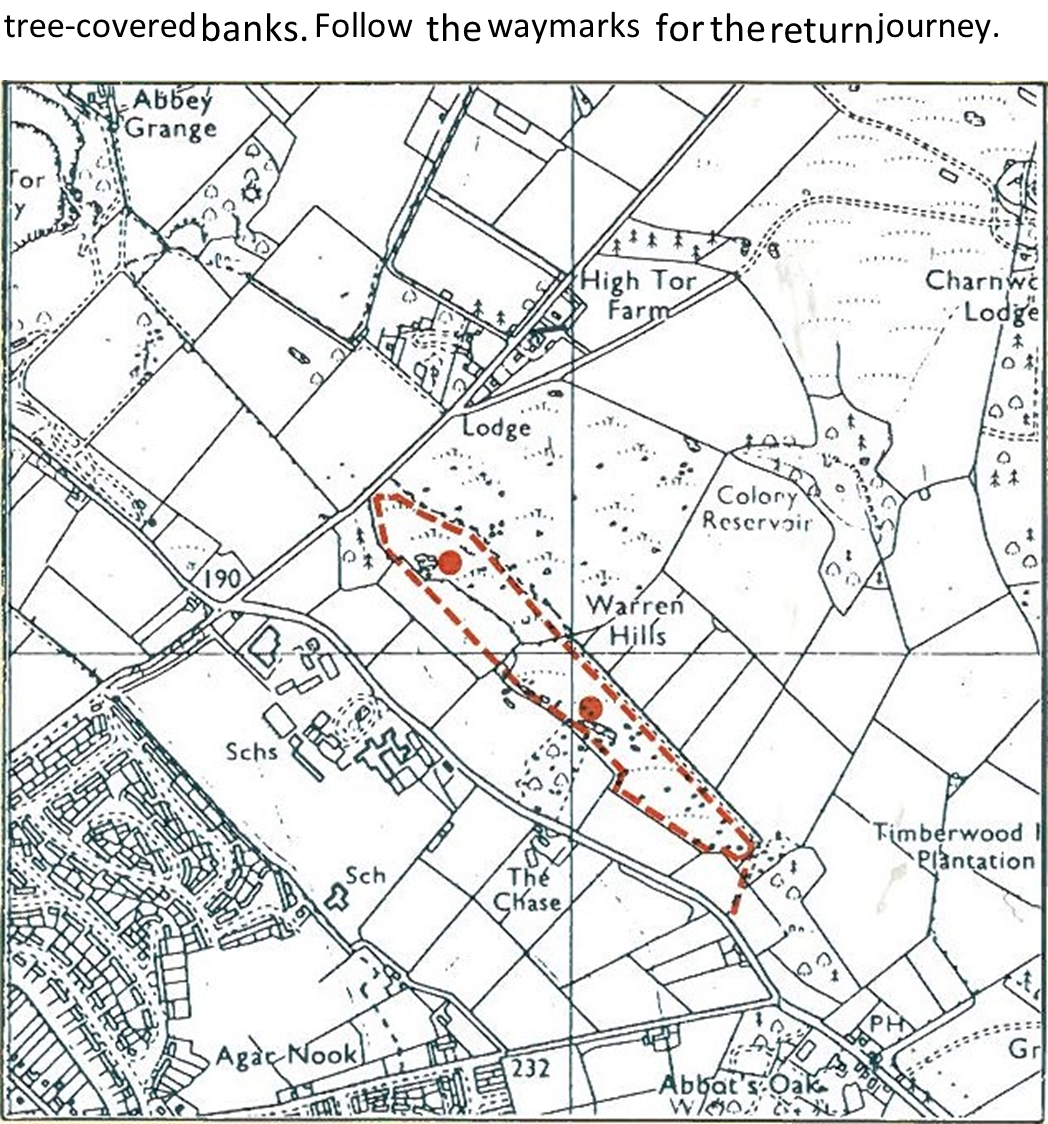 tree-covered banks. Follow the waymarks for the return journey.
Abbey
Grange
Tor
y
High Tor
Farm
Charnwo
Lodge
Lodge
Colony
Reservoir
190
Warren
Hills
Schs
Timberwood
Plantation
Sch
The
Chase
PH
Agar Nook
232
Gr
Abbot's Oak